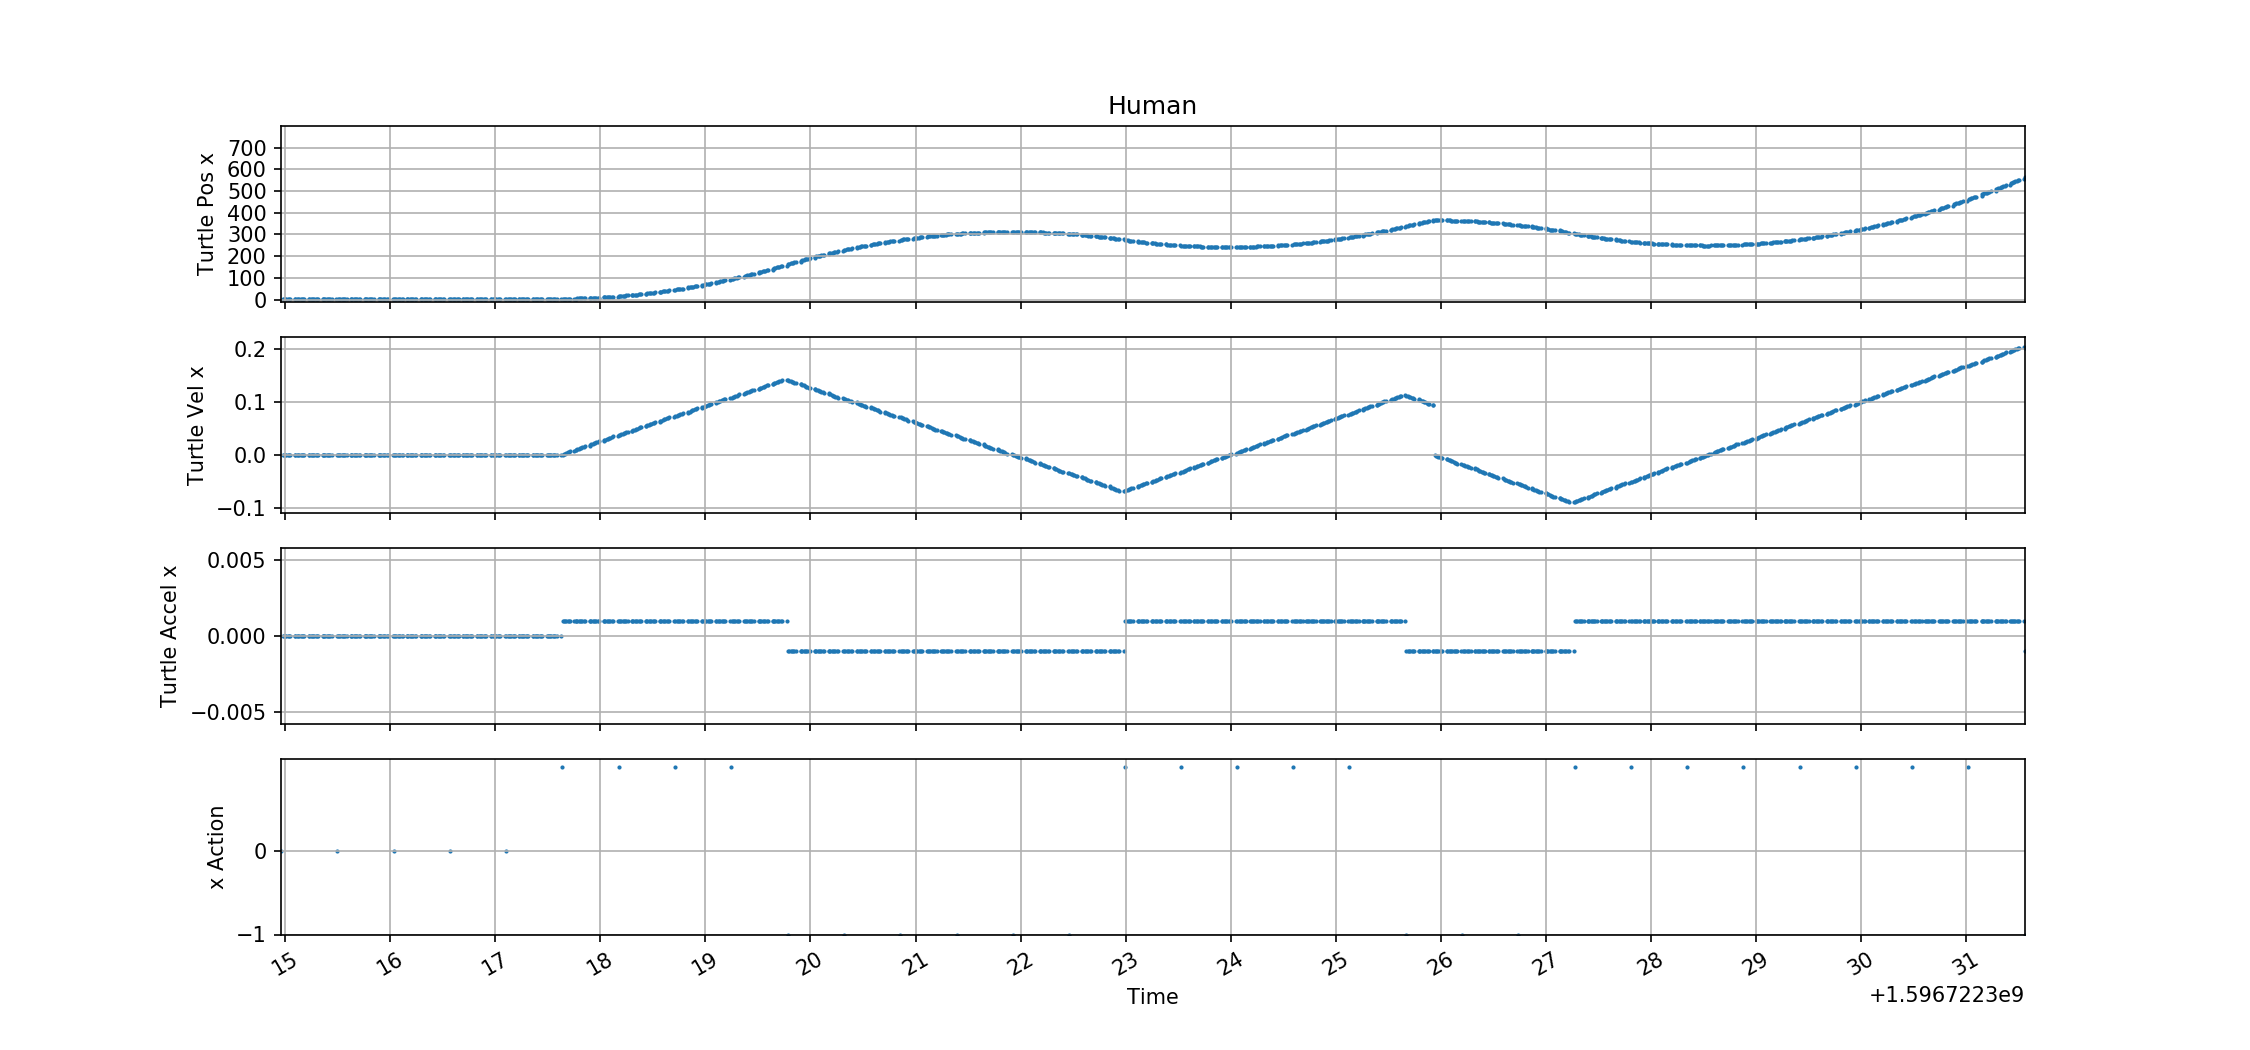 Human
Turtle Pos x
700
600
500
400
300
200
100
0
Turtle Vel x
0.2
0.1
0.0
−0.1
Turtle Accel x
0.005
0.000
−0.005
x Action
0
−1
15 16 17 18 19 20 21 22 23 24 25 26 27 28 29 30 31
Time
+1.5967223e9